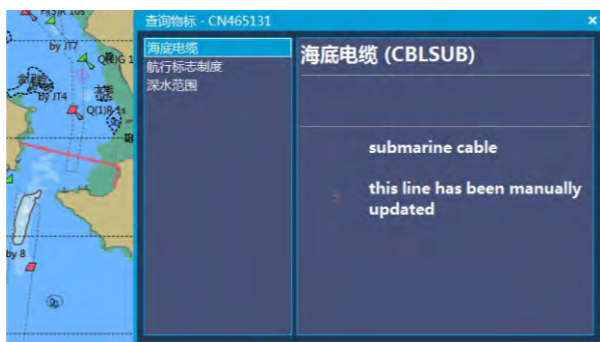 查询物标 - CN465131
×
海底电缆
航行标志制度
深水范围
海底电缆 (CBLSUB)
submarine cable
this line has been manually
updated
by JT7
by JT4
Q(1)R 1s
by 8